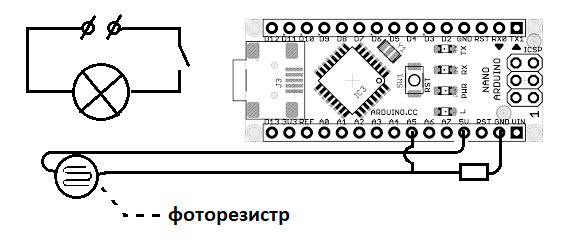 D12 D11 D10 D9 D8 D7 D6 D5 D4 D3 D2 GND RST RX0 TX1
J3
IC3
Y1
SW1
RST
TX
RX
PWR
L
NANO
ARDUINO
ICSP
1
ARDUINO.CC
D13 3V3 REF A0 A1 A2 A3 A4 A5 A6 A7 5V RST GND VIN
фоторезистр